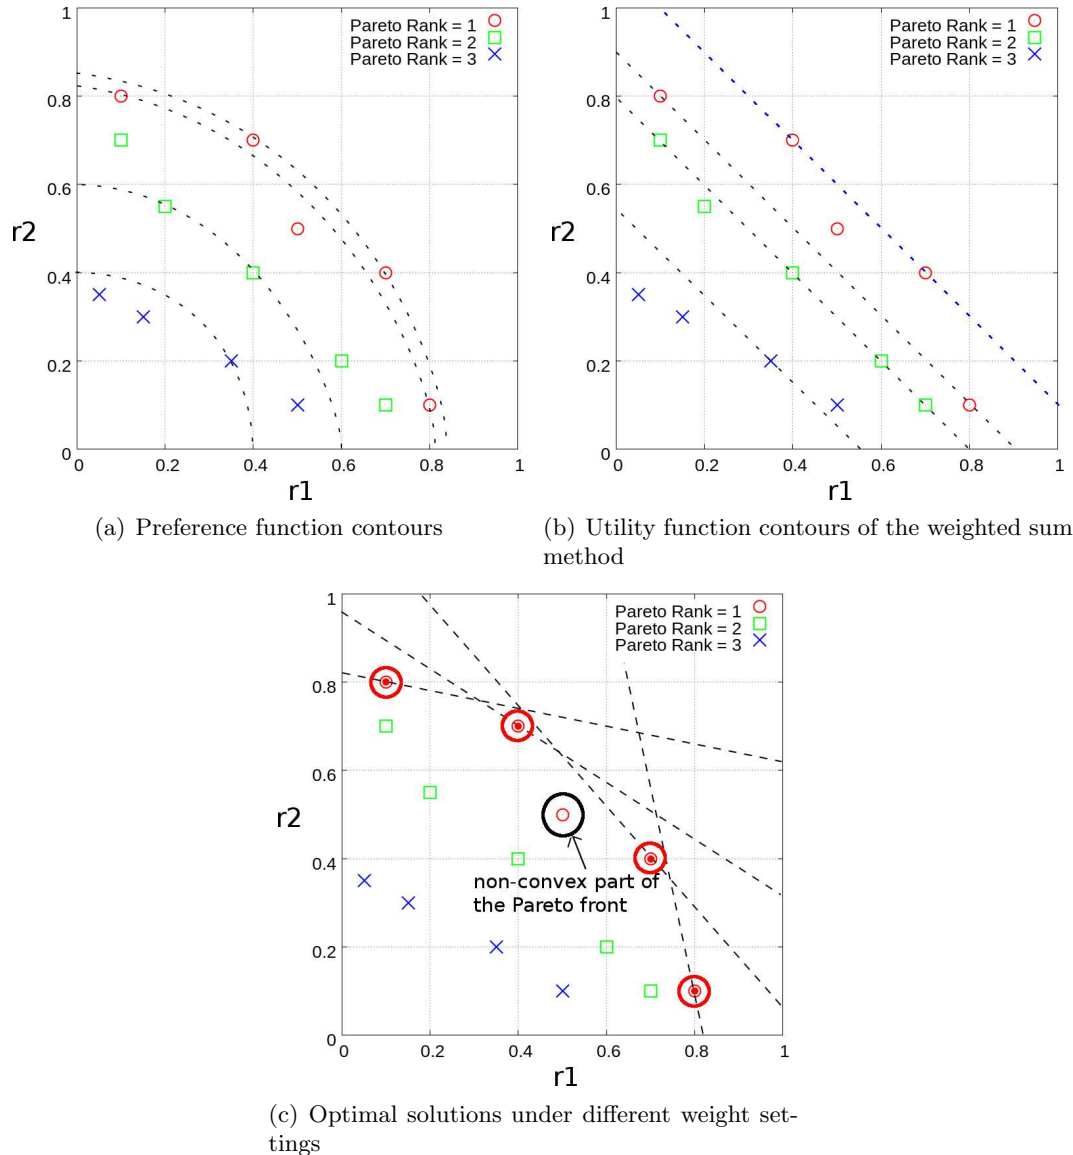 Pareto Rank = 1
Pareto Rank = 2
Pareto Rank = 3
1
0.8
0.6
0.4
0.2
0
r2
0
0.2
0.4
0.6
0.8
1
r1
(a) Preference function contours
Pareto Rank = 1
Pareto Rank = 2
Pareto Rank = 3
1
0.8
0.6
0.4
0.2
0
r2
0
0.2
0.4
0.6
0.8
1
r1
(b) Utility function contours of the weighted sum
method
Pareto Rank = 1
Pareto Rank = 2
Pareto Rank = 3
1
0.8
0.6
0.4
0.2
0
r2
non-convex part of
the Pareto front
0
0.2
0.4
0.6
0.8
1
r1
(c) Optimal solutions under different weight set-
tings